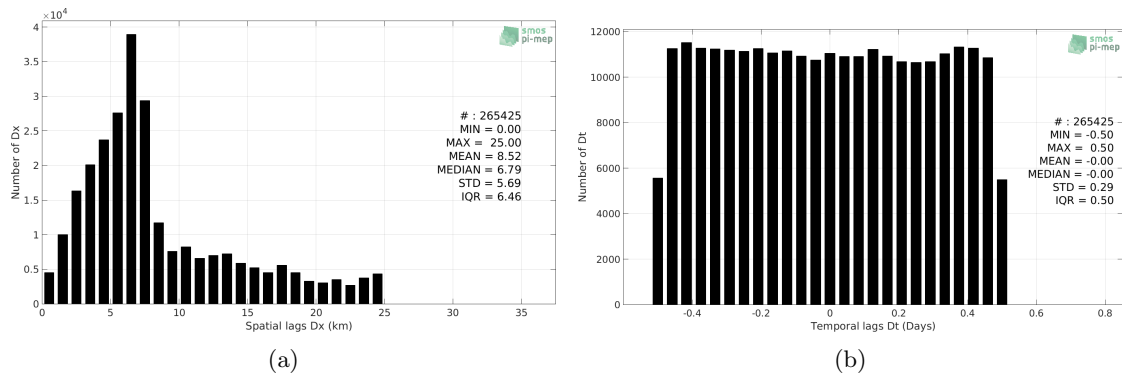 ×10⁴
4
3.5
3
2.5
2
1.5
1
0.5
0
Number of Dx
smos
pi-mep
# : 265425
MIN = 0.00
MAX = 25.00
MEAN = 8.52
MEDIAN = 6.79
STD = 5.69
IQR = 6.46
0 5 10 15 20 25 30 35
Spatial lags Dx (km)
(a)
12000
10000
8000
6000
4000
2000
0
Number of Dt
smos
pi-mep
# : 265425
MIN = -0.50
MAX = 0.50
MEAN = -0.00
MEDIAN = -0.00
STD = 0.29
IQR = 0.50
-0.4 -0.2 0 0.2 0.4 0.6 0.8
Temporal lags Dt (Days)
(b)